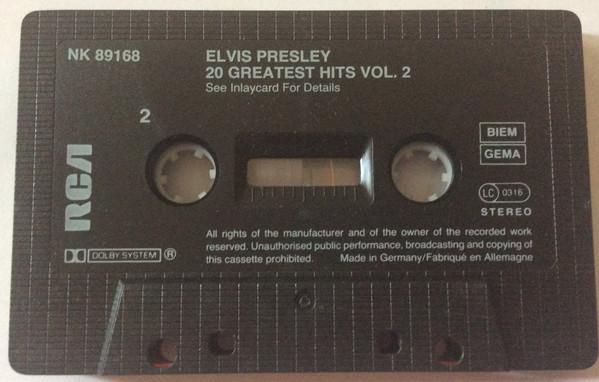 NK 89168
ELVIS PRESLEY
20 GREATEST HITS VOL. 2
See Inlaycard For Details
2
BIEM
GEMA
RCA
LC 0316
STEREO
All rights of the manufacturer and of the owner of the recorded work
reserved. Unauthorised public performance, broadcasting and copying of
this cassette prohibited. Made in Germany/Fabriqué en Allemagne
DOLBY SYSTEM ®